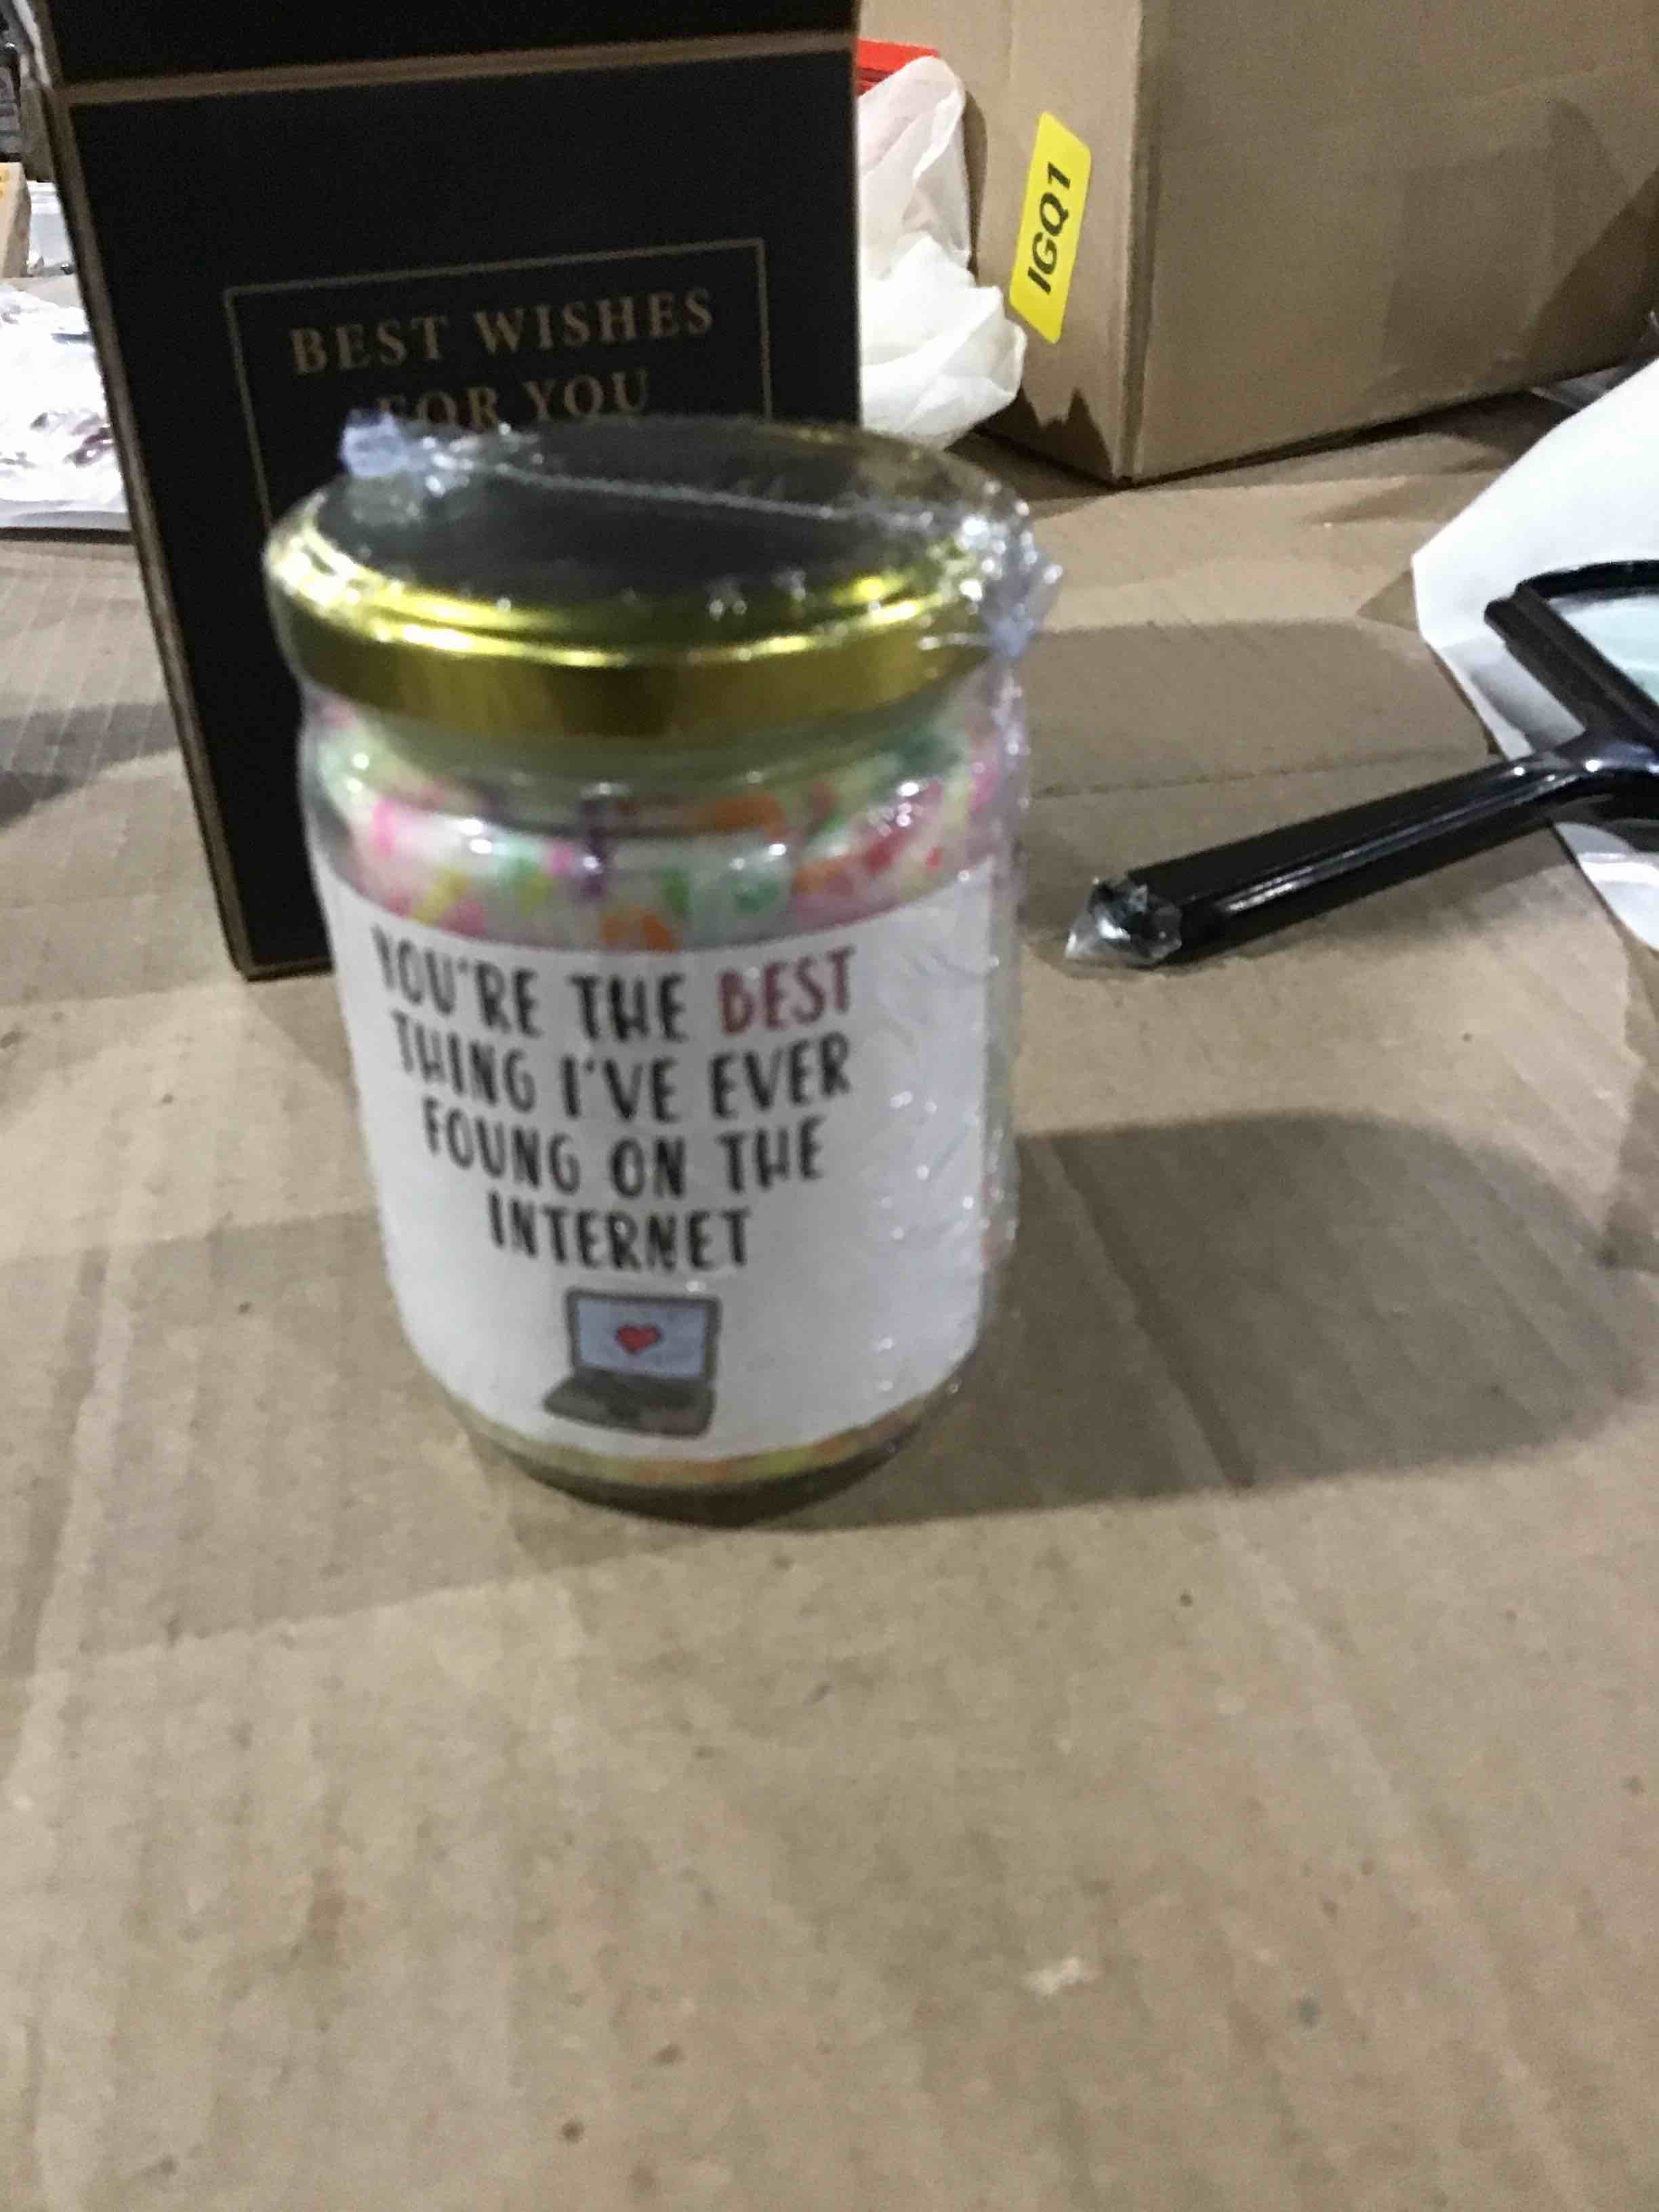 BEST WISHES
FOR YOU
IGQ1
YOU'RE THE BEST
THING I'VE EVER
FOUNG ON THE
INTERNET